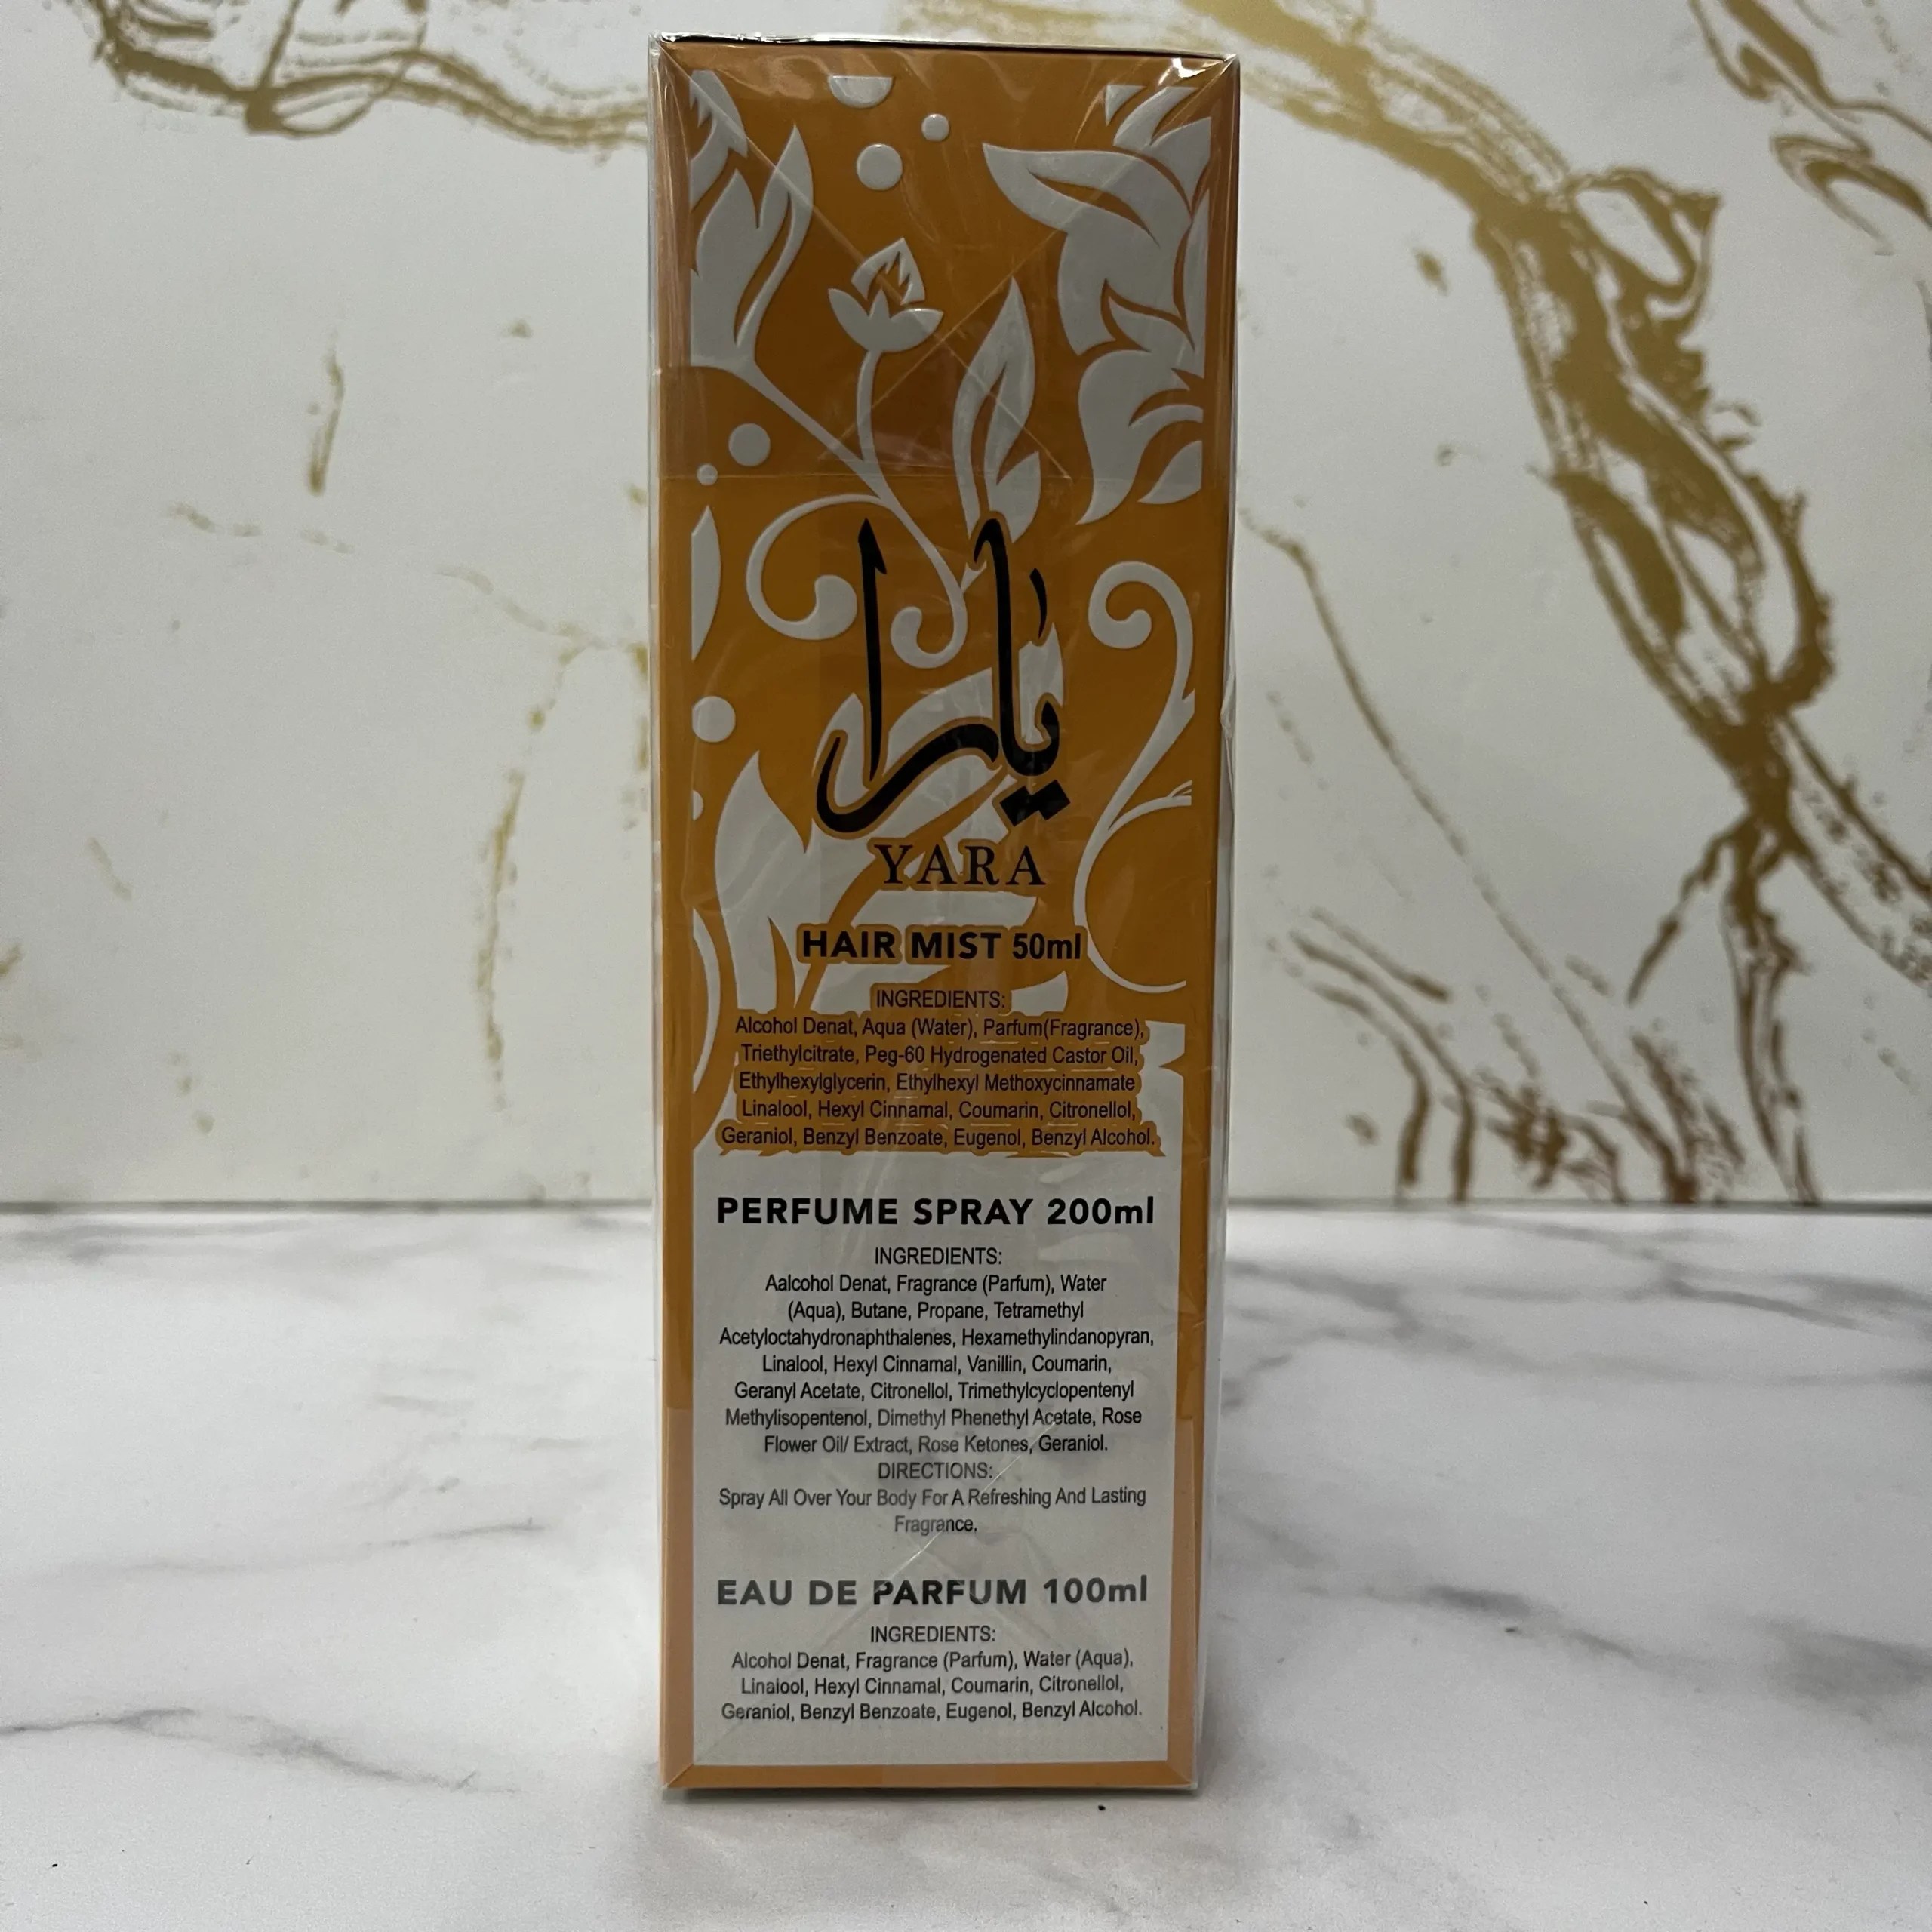 يارا
YARA
HAIR MIST 50ml
INGREDIENTS:
Alcohol Denat, Aqua (Water), Parfum(Fragrance),
Triethylcitrate, Peg-60 Hydrogenated Castor Oil,
Ethylhexylglycerin, Ethylhexyl Methoxycinnamate
Linalool, Hexyl Cinnamal, Coumarin, Citronellol,
Geraniol, Benzyl Benzoate, Eugenol, Benzyl Alcohol.
PERFUME SPRAY 200ml
INGREDIENTS:
Aalcohol Denat, Fragrance (Parfum), Water
(Aqua), Butane, Propane, Tetramethyl
Acetyloctahydronaphthalenes, Hexamethylindanopyran,
Linalool, Hexyl Cinnamal, Vanillin, Coumarin,
Geranyl Acetate, Citronellol, Trimethylcyclopentenyl
Methylisopentenol, Dimethyl Phenethyl Acetate, Rose
Flower Oil/ Extract, Rose Ketones, Geraniol.
DIRECTIONS:
Spray All Over Your Body For A Refreshing And Lasting
Fragrance.
EAU DE PARFUM 100ml
INGREDIENTS:
Alcohol Denat, Fragrance (Parfum), Water (Aqua),
Linalool, Hexyl Cinnamal, Coumarin, Citronellol,
Geraniol, Benzyl Benzoate, Eugenol, Benzyl Alcohol.